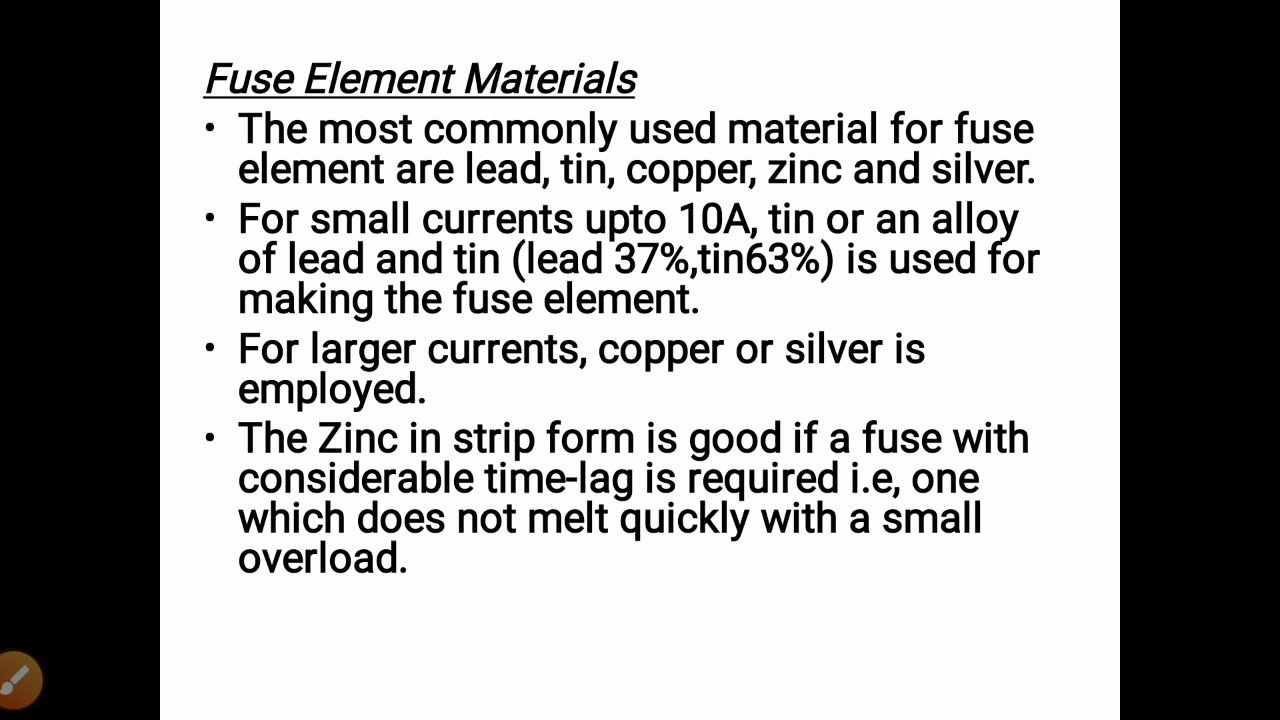 Fuse Element Materials
• The most commonly used material for fuse
element are lead, tin, copper, zinc and silver.
• For small currents upto 10A, tin or an alloy
of lead and tin (lead 37%,tin63%) is used for
making the fuse element.
• For larger currents, copper or silver is
employed.
• The Zinc in strip form is good if a fuse with
considerable time-lag is required i.e, one
which does not melt quickly with a small
overload.